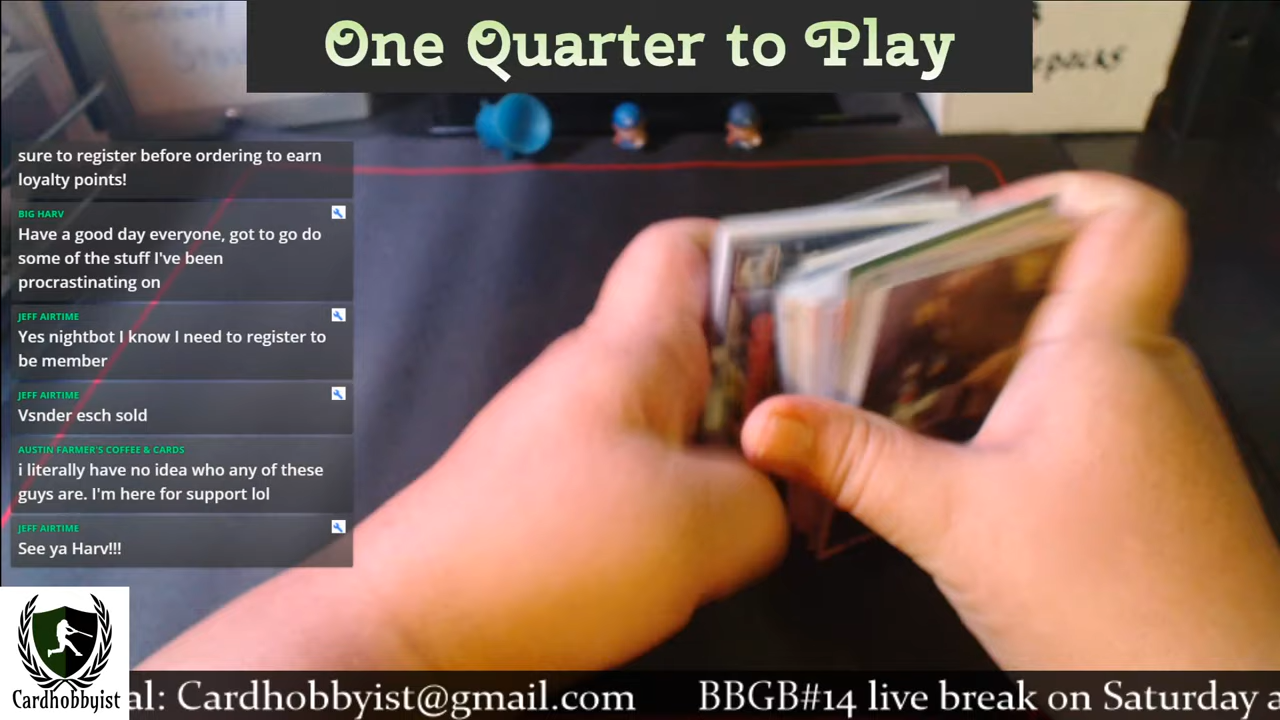 One Quarter to Play
sure to register before ordering to earn
loyalty points!
BIG HARV
Have a good day everyone, got to go do
some of the stuff I've been
procrastinating on
JEFF AIRTIME
Yes nightbot I know I need to register to
be member
JEFF AIRTIME
Vsnder esch sold
AUSTIN FARMER'S COFFEE & CARDS
i literally have no idea who any of these
guys are. I'm here for support lol
JEFF AIRTIME
See ya Harv!!!
Cardhobbyist
al: Cardhobbyist@gmail.com BBGB#14 live break on Saturday a